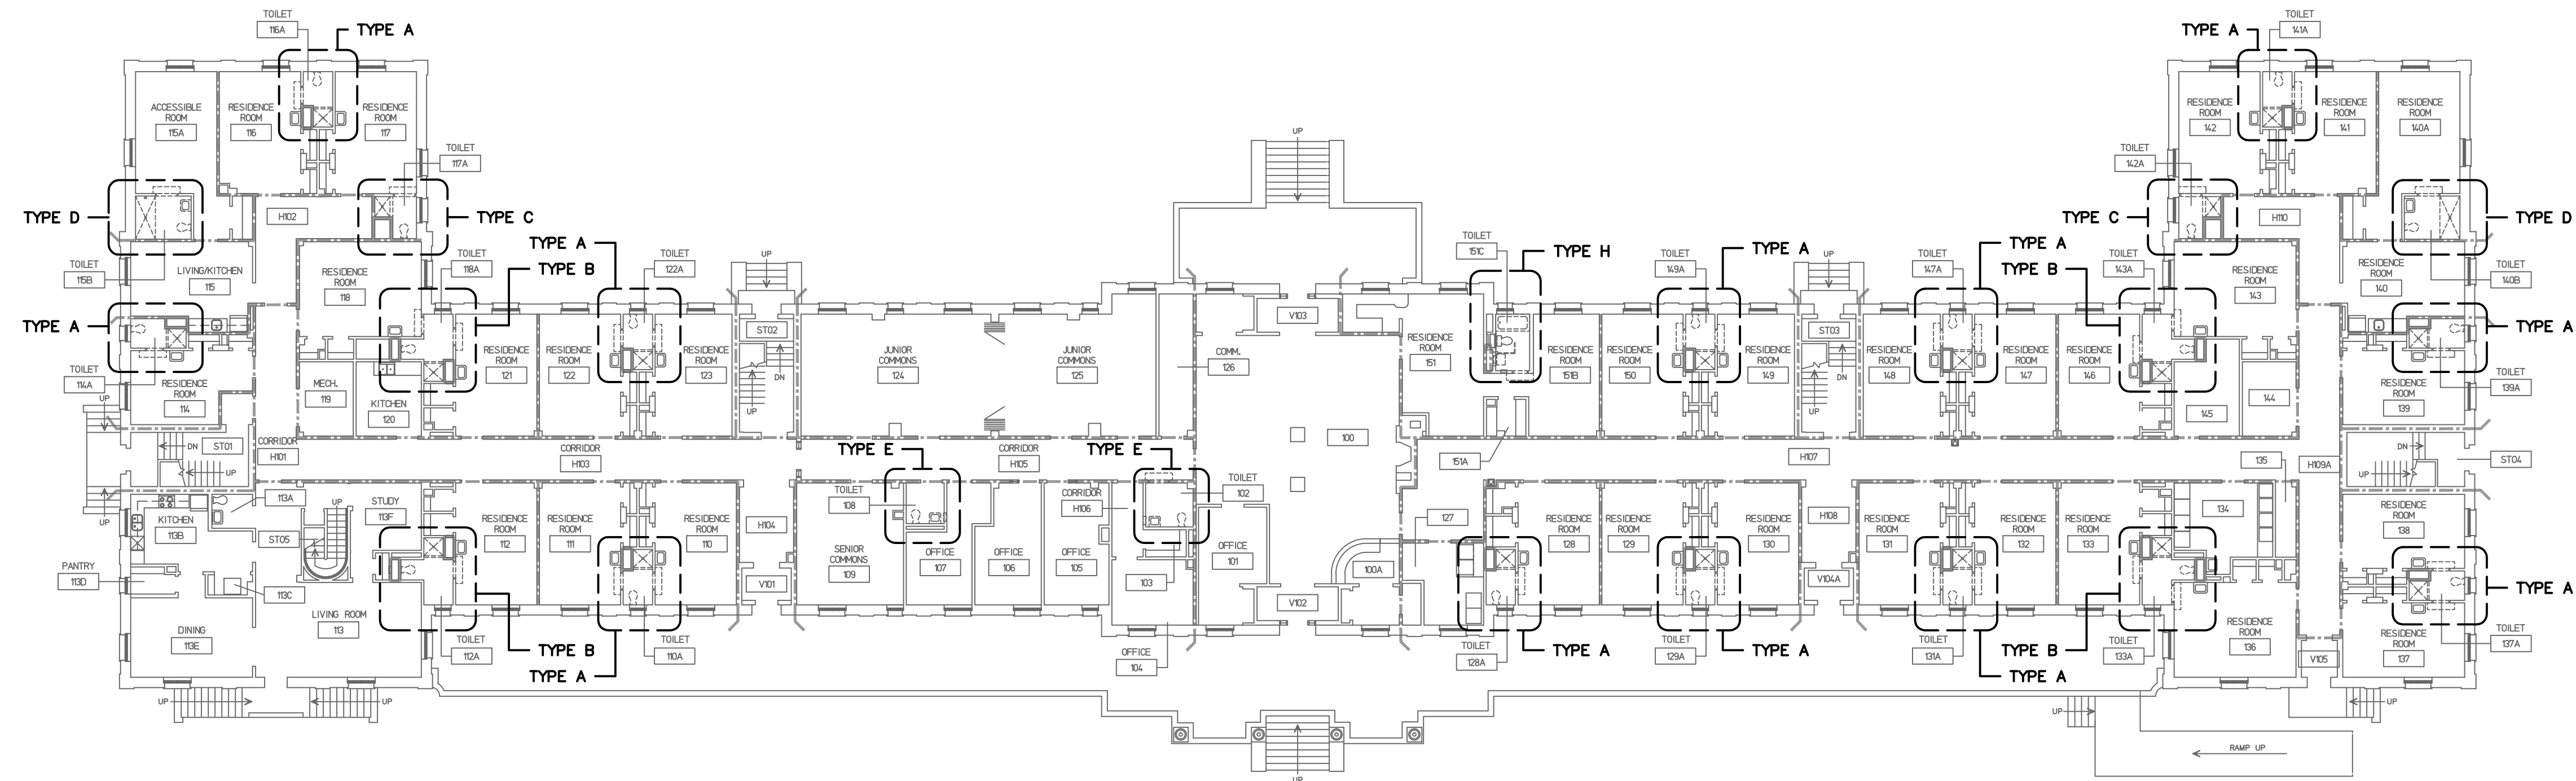 TOILET
116A
TYPE A
ACCESSIBLE
ROOM
115A
RESIDENCE
ROOM
116
RESIDENCE
ROOM
117
TOILET
117A
TYPE D
H102
TYPE C
TOILET
115B
LIVING/KITCHEN
115
RESIDENCE
ROOM
118
TYPE A
TOILET
114A
RESIDENCE
ROOM
114
UP
DN
ST01
UP
UP
CORRIDOR
H101
MECH.
119
KITCHEN
120
TOILET
118A
TYPE A
TYPE B
TOILET
122A
RESIDENCE
ROOM
121
RESIDENCE
ROOM
122
RESIDENCE
ROOM
123
UP
ST02
DN
UP
CORRIDOR
H103
JUNIOR
COMMONS
124
JUNIOR
COMMONS
125
COMM.
126
UP
V103
100
TYPE E
CORRIDOR
H105
TYPE E
113A
KITCHEN
113B
STUDY
113F
UP
ST05
PANTRY
113D
113C
DINING
113E
LIVING ROOM
113
UP
UP
RESIDENCE
ROOM
112
RESIDENCE
ROOM
111
RESIDENCE
ROOM
110
TOILET
112A
TYPE B
TYPE A
TOILET
110A
H104
V101
TOILET
108
SENIOR
COMMONS
109
OFFICE
107
OFFICE
106
OFFICE
105
CORRIDOR
H106
TOILET
102
103
OFFICE
101
OFFICE
104
V102
100A
UP
TOILET
151C
TYPE H
RESIDENCE
ROOM
151
RESIDENCE
ROOM
151B
151A
RESIDENCE
ROOM
150
TOILET
149A
TYPE A
RESIDENCE
ROOM
149
UP
ST03
DN
UP
H107
RESIDENCE
ROOM
148
TOILET
147A
TYPE A
TYPE B
RESIDENCE
ROOM
147
RESIDENCE
ROOM
146
TOILET
143A
127
RESIDENCE
ROOM
128
TOILET
128A
TYPE A
RESIDENCE
ROOM
129
TOILET
129A
TYPE A
RESIDENCE
ROOM
130
H108
V104A
RESIDENCE
ROOM
131
TOILET
131A
TYPE B
TYPE A
RESIDENCE
ROOM
132
RESIDENCE
ROOM
133
TOILET
133A
TYPE A
TOILET
141A
RESIDENCE
ROOM
142
RESIDENCE
ROOM
141
RESIDENCE
ROOM
140A
TOILET
142A
TYPE C
H110
TYPE D
RESIDENCE
ROOM
143
RESIDENCE
ROOM
140
TOILET
140B
TYPE A
144
145
RESIDENCE
ROOM
139
TOILET
139A
135
H109A
DN
UP
ST04
134
RESIDENCE
ROOM
138
TYPE A
RESIDENCE
ROOM
136
V105
RESIDENCE
ROOM
137
TOILET
137A
UP
UP
RAMP UP